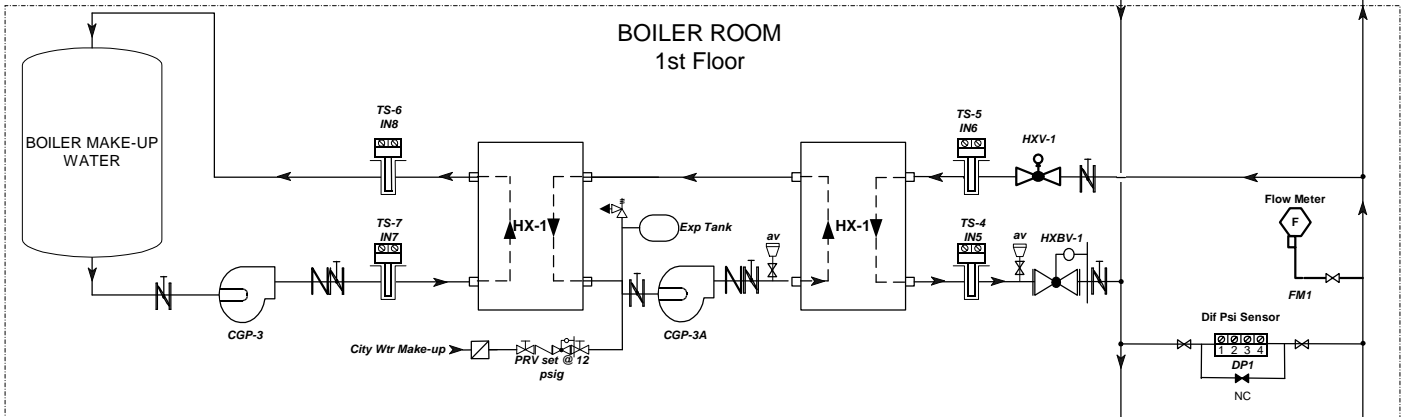 BOILER ROOM
1st Floor
BOILER MAKE-UP
WATER
TS-6
IN8
TS-5
IN6
HXV-1
Flow Meter
F
FM1
HX-1
HX-1
Exp Tank
TS-7
IN7
av
TS-4
IN5
av
HXBV-1
CGP-3
CGP-3A
City Wtr Make-up
PRV set @ 12
psig
Dif Psi Sensor
1 2 3 4
DP1
NC